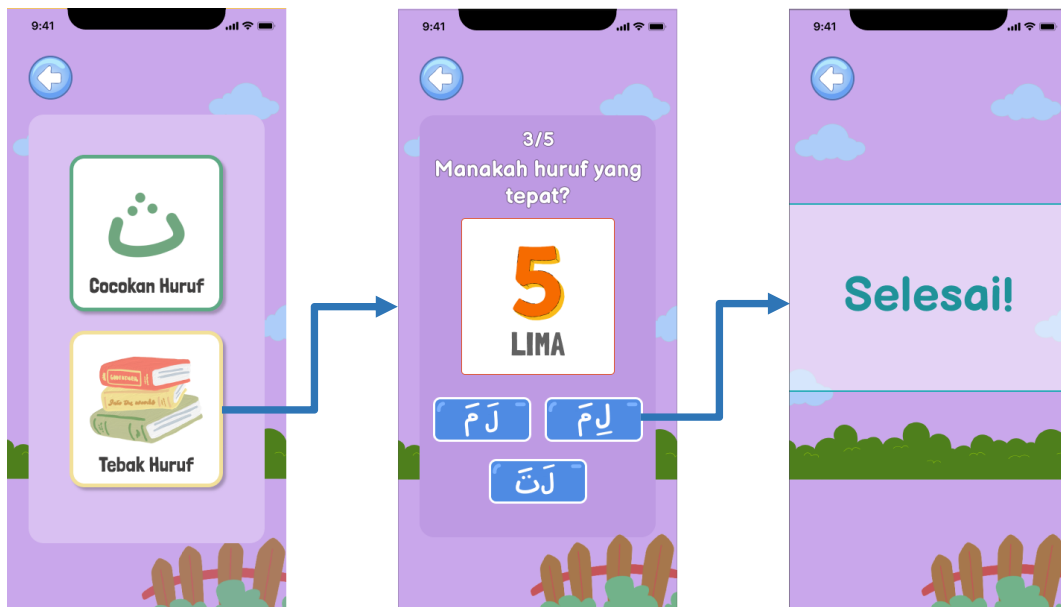 9:41
Cocokan Huruf
Tebak Huruf
9:41
3/5
Manakah huruf yang
tepat?
5
LIMA
لَ مَ
لِ مَ
لَتَ
9:41
Selesai!